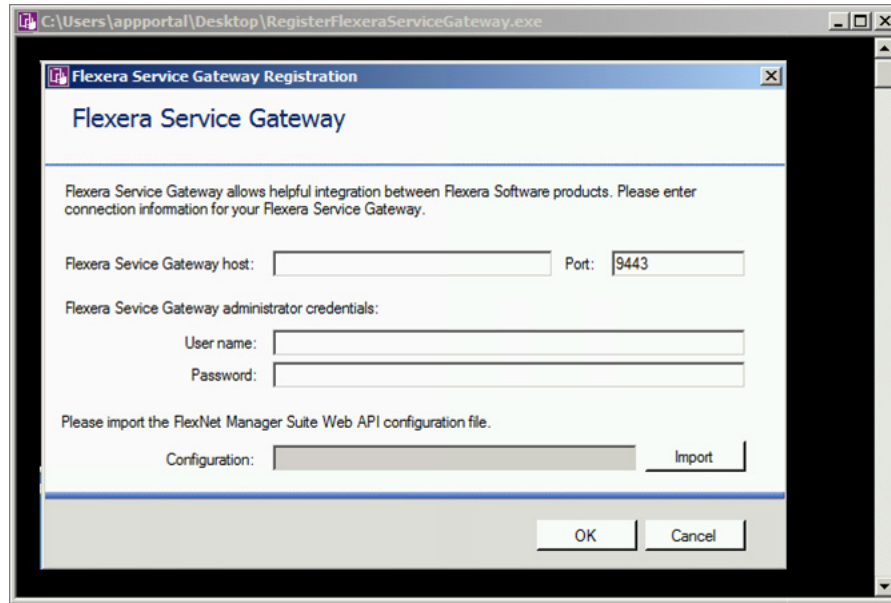 C:\Users\appportal\Desktop\RegisterFlexeraServiceGateway.exe
Flexera Service Gateway Registration
Flexera Service Gateway
Flexera Service Gateway allows helpful integration between Flexera Software products. Please enter
connection information for your Flexera Service Gateway.
Flexera Sevice Gateway host: Port: 9443
Flexera Sevice Gateway administrator credentials:
User name:
Password:
Please import the FlexNet Manager Suite Web API configuration file.
Configuration: Import
OK Cancel